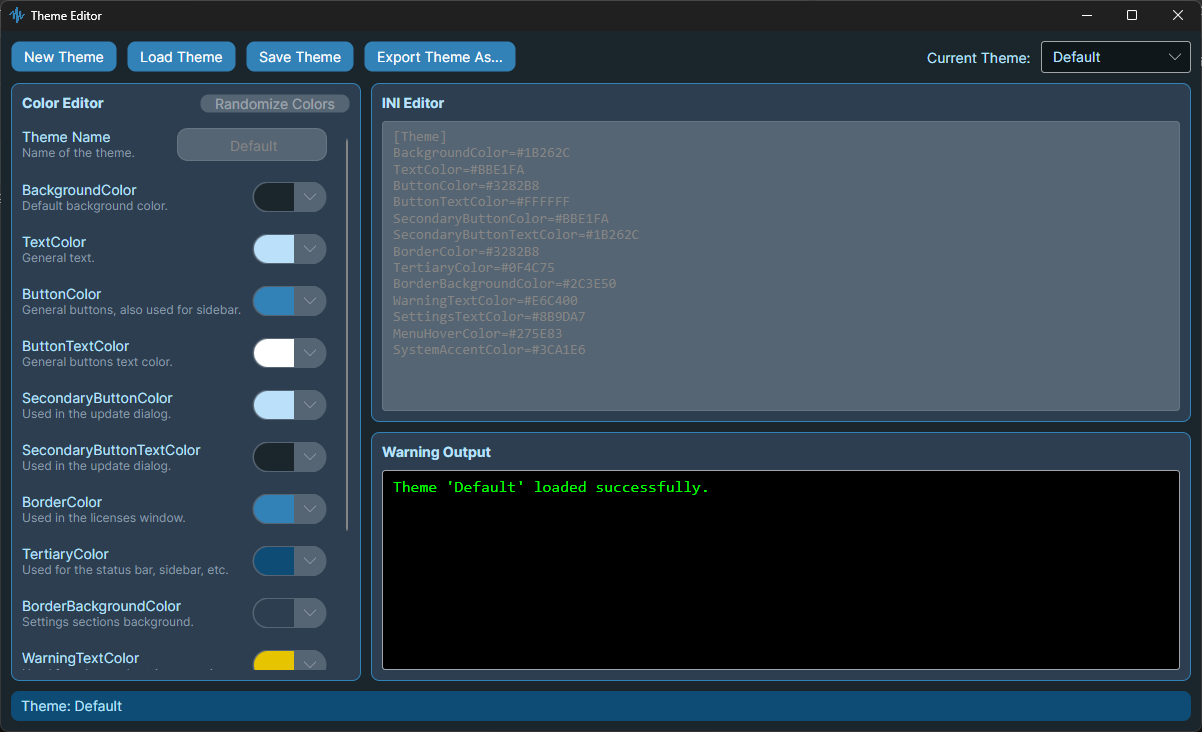 Theme Editor
New Theme
Load Theme
Save Theme
Export Theme As...
Current Theme:
Default
Color Editor
Randomize Colors
Theme Name
Name of the theme.
Default
BackgroundColor
Default background color.
TextColor
General text.
ButtonColor
General buttons, also used for sidebar.
ButtonTextColor
General buttons text color.
SecondaryButtonColor
Used in the update dialog.
SecondaryButtonTextColor
Used in the update dialog.
BorderColor
Used in the licenses window.
TertiaryColor
Used for the status bar, sidebar, etc.
BorderBackgroundColor
Settings sections background.
WarningTextColor
INI Editor
[Theme]
BackgroundColor=#1B262C
TextColor=#BBE1FA
ButtonColor=#3282B8
ButtonTextColor=#FFFFFF
SecondaryButtonColor=#BBE1FA
SecondaryButtonTextColor=#1B262C
BorderColor=#3282B8
TertiaryColor=#0F4C75
BorderBackgroundColor=#2C3E50
WarningTextColor=#E6C400
SettingsTextColor=#8B9DA7
MenuHoverColor=#275E83
SystemAccentColor=#3CA1E6
Warning Output
Theme 'Default' loaded successfully.
Theme: Default